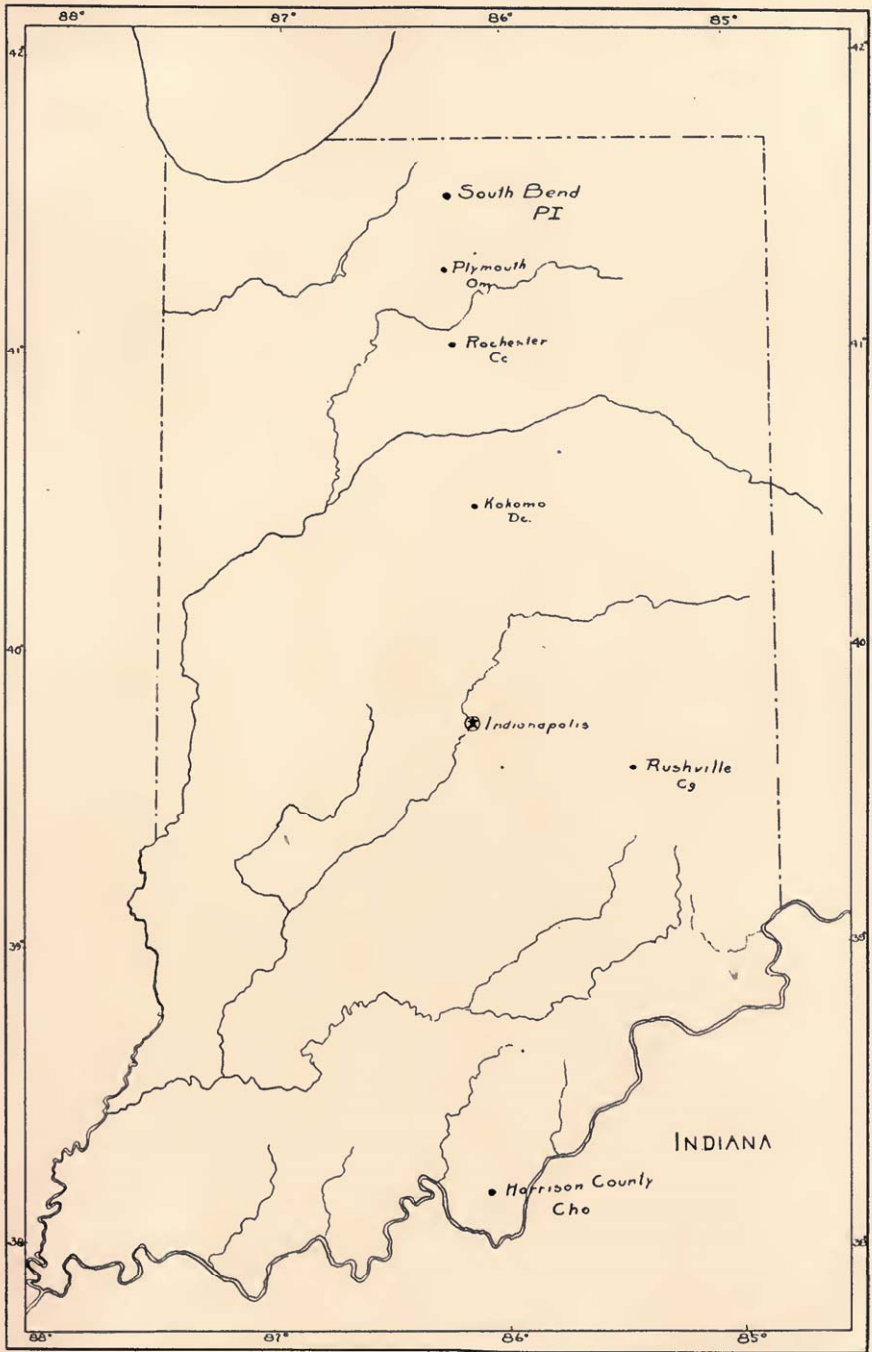 88° 87° 86° 85°
42° 42°
South Bend
PI
Plymouth
Om
41° 41°
Rochester
Cc
Kokomo
Dc.
40° 40°
Indianapolis
Rushville
Cg
39° 39°
INDIANA
Harrison County
Cho
38° 38°
88° 87° 86° 85°